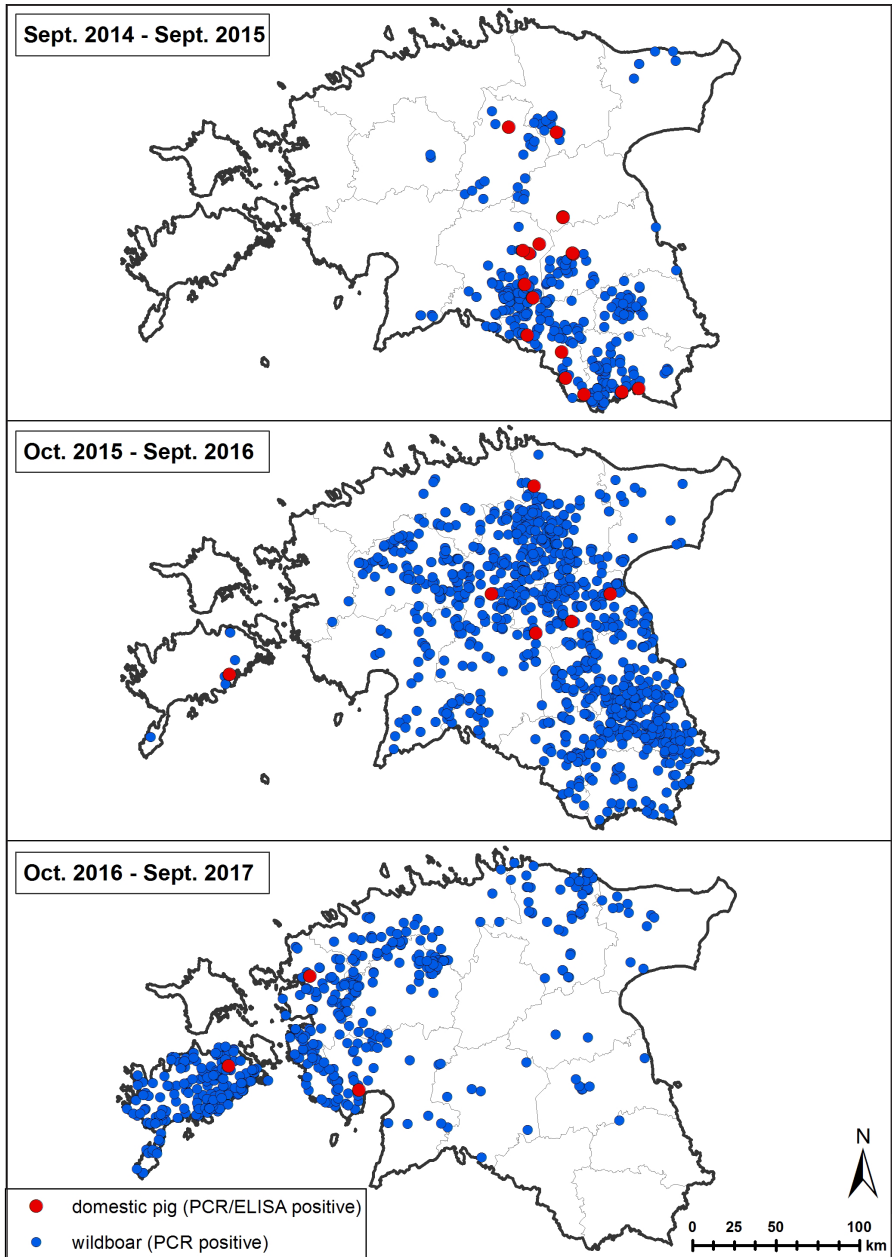 Sept. 2014 - Sept. 2015
Oct. 2015 - Sept. 2016
Oct. 2016 - Sept. 2017
domestic pig (PCR/ELISA positive)
wildboar (PCR positive)
N
0 25 50 100
km